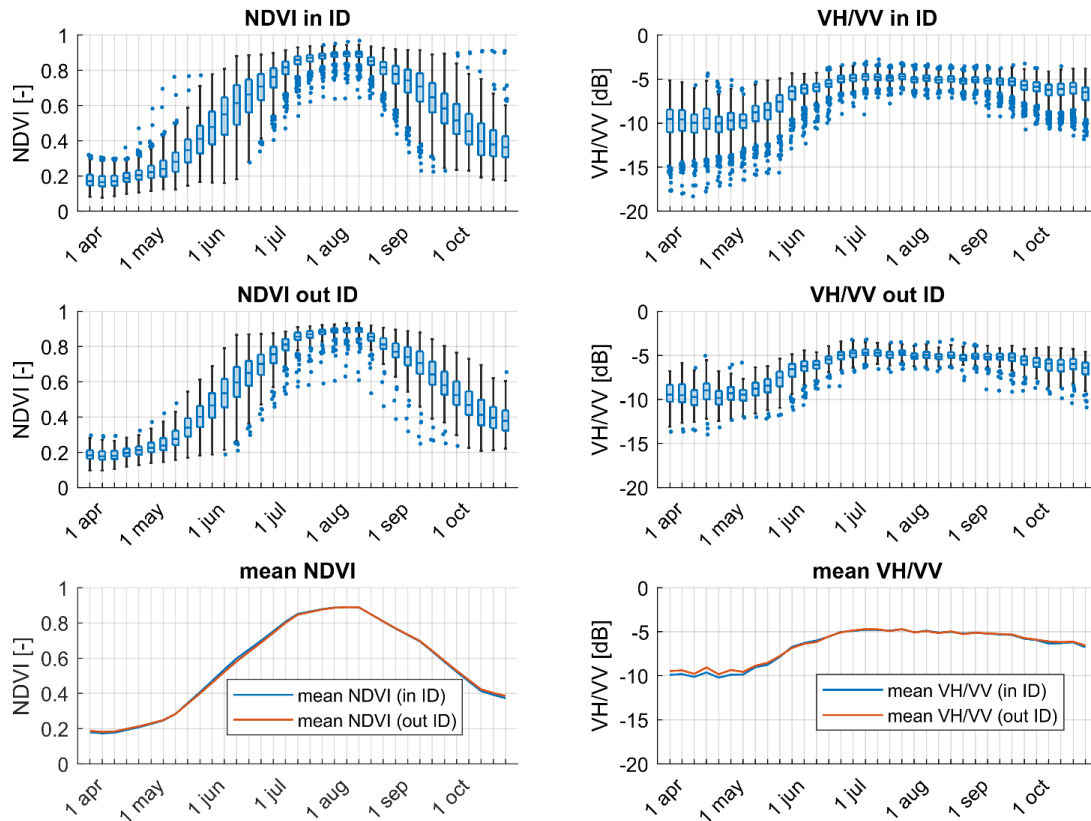 NDVI in ID
NDVI [-]
1
0.8
0.6
0.4
0.2
0
1 apr
1 may
1 jun
1 jul
1 aug
1 sep
1 oct
VH/VV in ID
VH/VV [dB]
0
-5
-10
-15
-20
1 apr
1 may
1 jun
1 jul
1 aug
1 sep
1 oct
NDVI out ID
NDVI [-]
1
0.8
0.6
0.4
0.2
0
1 apr
1 may
1 jun
1 jul
1 aug
1 sep
1 oct
VH/VV out ID
VH/VV [dB]
0
-5
-10
-15
-20
1 apr
1 may
1 jun
1 jul
1 aug
1 sep
1 oct
mean NDVI
NDVI [-]
1
0.8
0.6
0.4
0.2
0
mean NDVI (in ID)
mean NDVI (out ID)
1 apr
1 may
1 jun
1 jul
1 aug
1 sep
1 oct
mean VH/VV
VH/VV [dB]
0
-5
-10
-15
-20
mean VH/VV (in ID)
mean VH/VV (out ID)
1 apr
1 may
1 jun
1 jul
1 aug
1 sep
1 oct